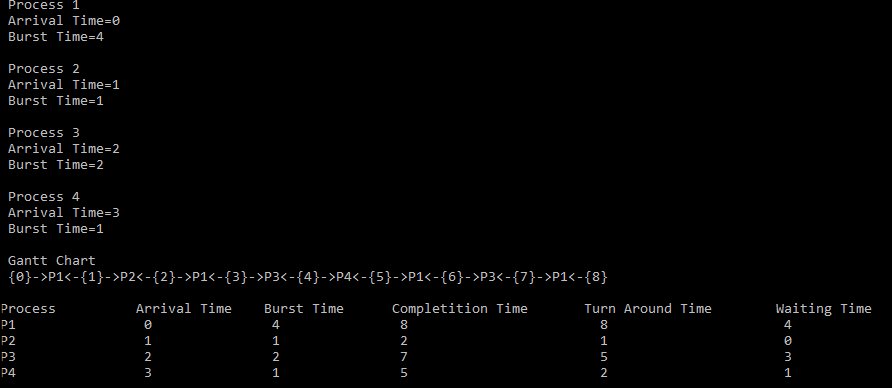 Process 1
Arrival Time=0
Burst Time=4
Process 2
Arrival Time=1
Burst Time=1
Process 3
Arrival Time=2
Burst Time=2
Process 4
Arrival Time=3
Burst Time=1
Gantt Chart
{0}->P1<-{1}->P2<-{2}->P1<-{3}->P3<-{4}->P4<-{5}->P1<-{6}->P3<-{7}->P1<-{8}
Process Arrival Time Burst Time Completition Time Turn Around Time Waiting Time
P1 0 4 8 8 4
P2 1 1 2 1 0
P3 2 2 7 5 3
P4 3 1 5 2 1